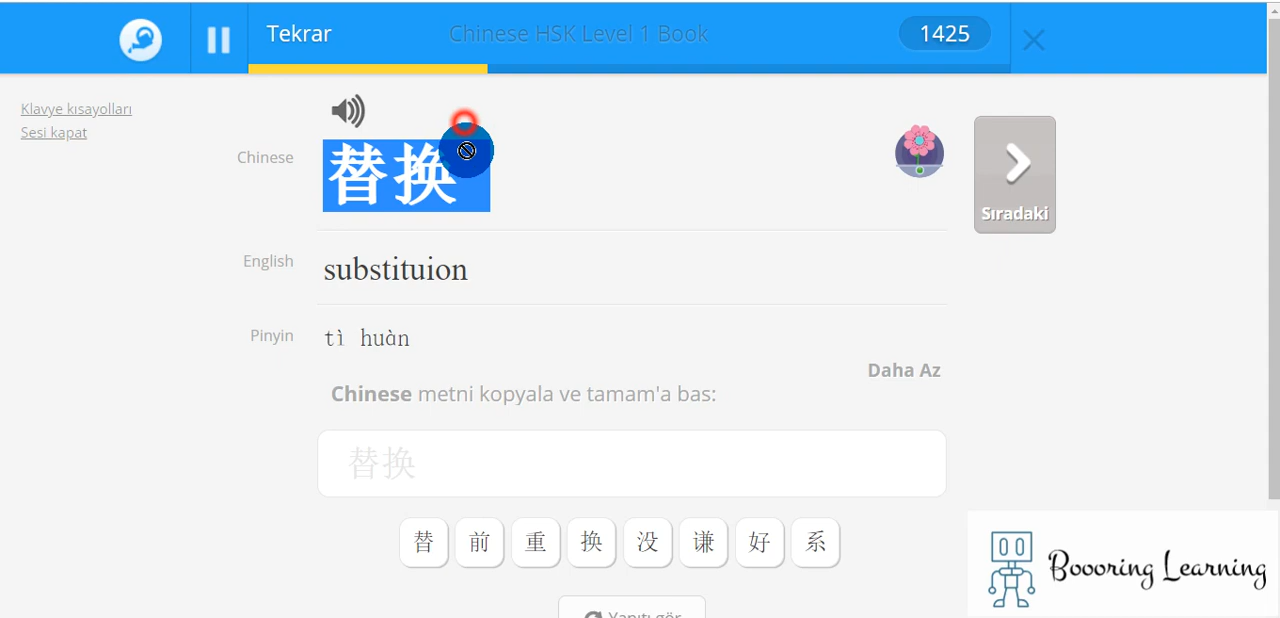 Tekrar
Chinese HSK Level 1 Book
1425
Klavye kısayolları
Sesi kapat
Chinese
替换
Sıradaki
English
substituion
Pinyin
tì huàn
Daha Az
Chinese metni kopyala ve tamam'a bas:
替换
替 前 重 换 没 谦 好 系
Yanıtı gör
Boooring Learning